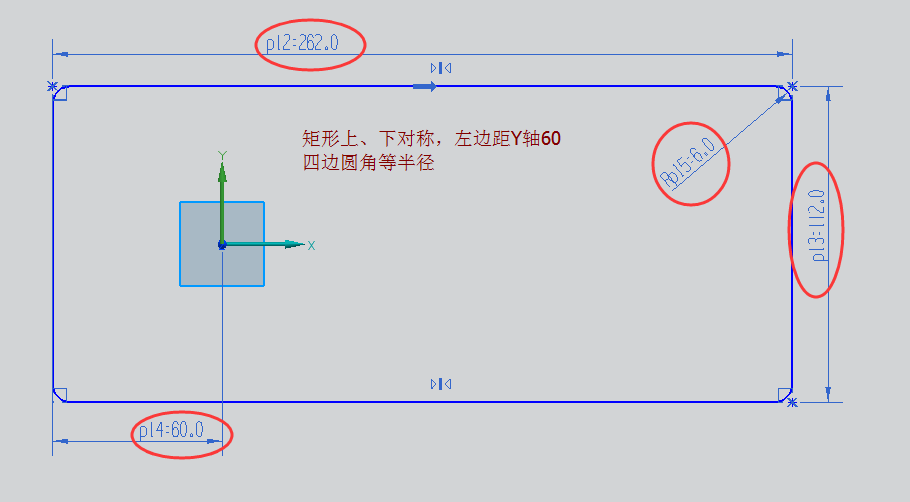 p12=262.0
矩形上、下对称，左边距Y轴60
四边圆角等半径
Rp15=6.0
Y
p13=112.0
X
p14=60.0